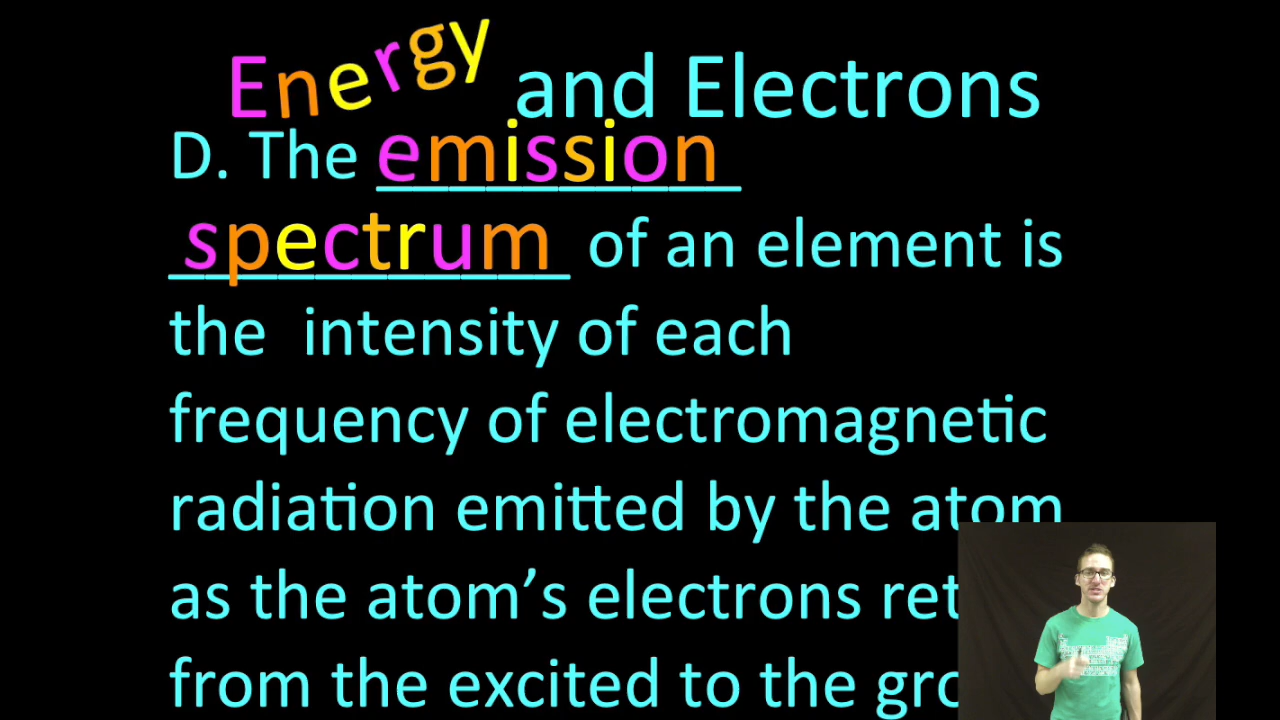 Energy and Electrons
D. The emission
spectrum of an element is
the intensity of each
frequency of electromagnetic
radiation emitted by the atom
as the atom’s electrons
from the excited to the